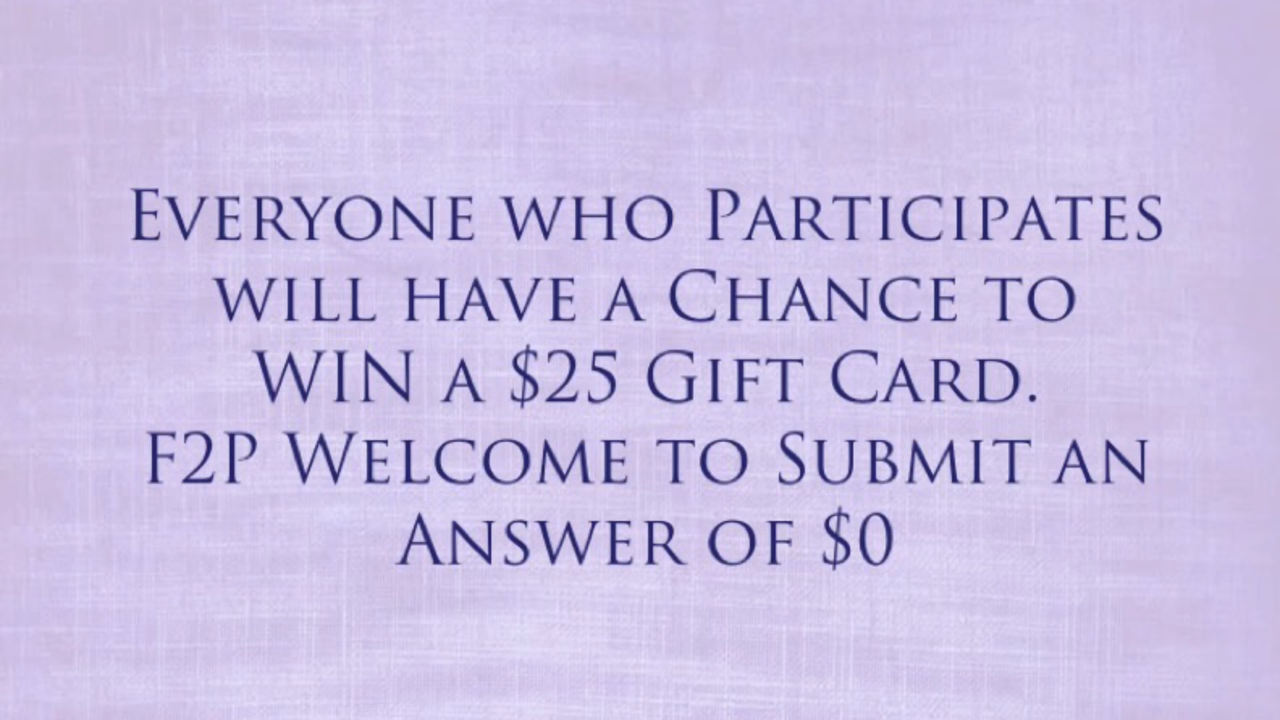 Everyone who Participates
will have a Chance to
WIN a $25 Gift Card.
F2P Welcome to Submit an
Answer of $0